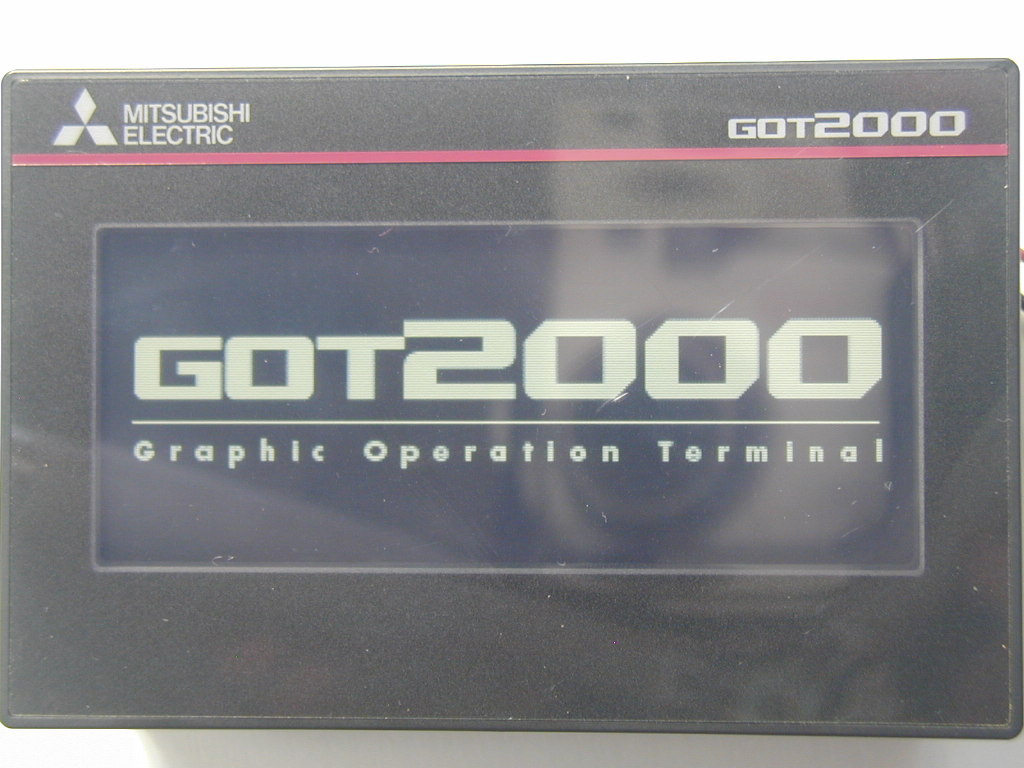 MITSUBISHI
ELECTRIC
GOT2000
GOT2000
Graphic Operation Terminal